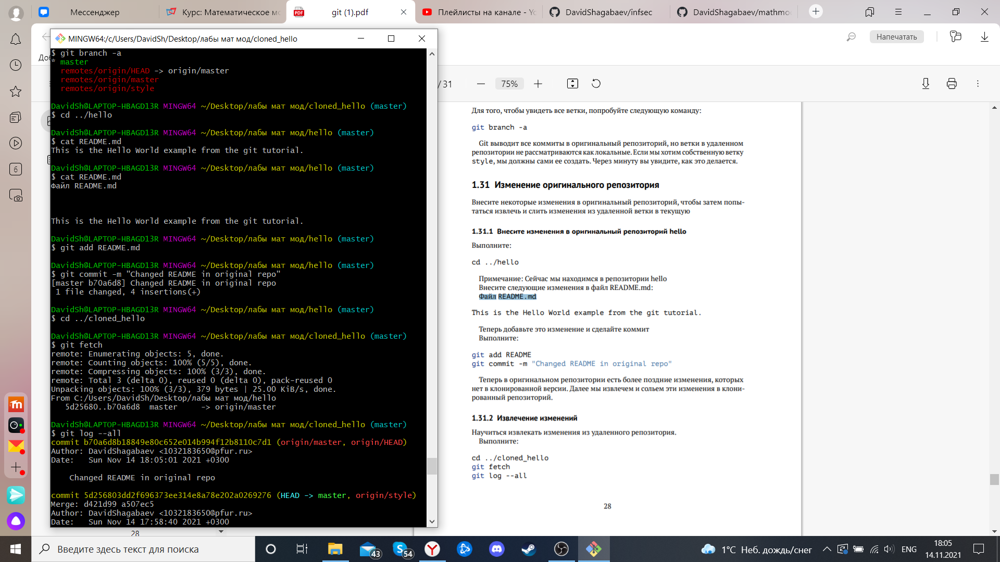 Мессенджер
Курс: Математическое мо
git (1).pdf
Плейлисты на канале - Yo
DavidShagabaev/infsec
DavidShagabaev/mathmo
MINGW64:/c/Users/DavidSh/Desktop/лабы мат мод/cloned_hello
Напечатать
Доб
/ 31
75%
$ git branch -a
* master
remotes/origin/HEAD -> origin/master
remotes/origin/master
remotes/origin/style
DavidSh@LAPTOP-HBAGD13R MINGW64 ~/Desktop/лабы мат мод/cloned_hello (master)
$ cd ../hello
DavidSh@LAPTOP-HBAGD13R MINGW64 ~/Desktop/лабы мат мод/hello (master)
$ cat README.md
This is the Hello World example from the git tutorial.
DavidSh@LAPTOP-HBAGD13R MINGW64 ~/Desktop/лабы мат мод/hello (master)
$ cat README.md
Файл README.md
This is the Hello World example from the git tutorial.
DavidSh@LAPTOP-HBAGD13R MINGW64 ~/Desktop/лабы мат мод/hello (master)
$ git add README.md
DavidSh@LAPTOP-HBAGD13R MINGW64 ~/Desktop/лабы мат мод/hello (master)
$ git commit -m "Changed README in original repo"
[master b70a6d8] Changed README in original repo
1 file changed, 4 insertions(+)
DavidSh@LAPTOP-HBAGD13R MINGW64 ~/Desktop/лабы мат мод/hello (master)
$ cd ../cloned_hello
DavidSh@LAPTOP-HBAGD13R MINGW64 ~/Desktop/лабы мат мод/cloned_hello (master)
$ git fetch
remote: Enumerating objects: 5, done.
remote: Counting objects: 100% (5/5), done.
remote: Compressing objects: 100% (3/3), done.
remote: Total 3 (delta 0), reused 0 (delta 0), pack-reused 0
Unpacking objects: 100% (3/3), 379 bytes | 25.00 KiB/s, done.
From C:/Users/DavidSh/Desktop/лабы мат мод/hello
5d25680..b70a6d8  master     -> origin/master
DavidSh@LAPTOP-HBAGD13R MINGW64 ~/Desktop/лабы мат мод/cloned_hello (master)
$ git log --all
commit b70a6d8b18849e80c652e014b994f12b8110c7d1 (origin/master, origin/HEAD)
Author: DavidShagabaev <1032183650@pfur.ru>
Date:   Sun Nov 14 18:05:01 2021 +0300
Changed README in original repo
commit 5d256803dd2f696373ee314e8a78e202a0269276 (HEAD -> master, origin/style)
Merge: d421d99 a507ec5
Author: DavidShagabaev <1032183650@pfur.ru>
Date:   Sun Nov 14 17:58:40 2021 +0300
28
Для того, чтобы увидеть все ветки, попробуйте следующую команду:
git branch -a
Git выводит все коммиты в оригинальный репозиторий, но ветки в удаленном
репозитории не рассматриваются как локальные. Если мы хотим собственную ветку
style, мы должны сами ее создать. Через минуту вы увидите, как это делается.
1.31 Изменение оригинального репозитория
Внесите некоторые изменения в оригинальный репозиторий, чтобы затем попы-
таться извлечь и слить изменения из удаленной ветки в текущую
1.31.1 Внесите изменения в оригинальный репозиторий hello
Выполните:
cd ../hello
Примечание: Сейчас мы находимся в репозитории hello
Внесите следующие изменения в файл README.md:
Файл README.md
This is the Hello World example from the git tutorial.
Теперь добавьте это изменение и сделайте коммит
Выполните:
git add README
git commit -m "Changed README in original repo"
Теперь в оригинальном репозитории есть более поздние изменения, которых
нет в клонированной версии. Далее мы извлечем и сольем эти изменения в клони-
рованный репозиторий.
1.31.2 Извлечение изменений
Научиться извлекать изменения из удаленного репозитория.
Выполните:
cd ../cloned_hello
git fetch
git log --all
28
6
Введите здесь текст для поиска
43
54
1°C Неб. дождь/снег
ENG
18:05
14.11.2021